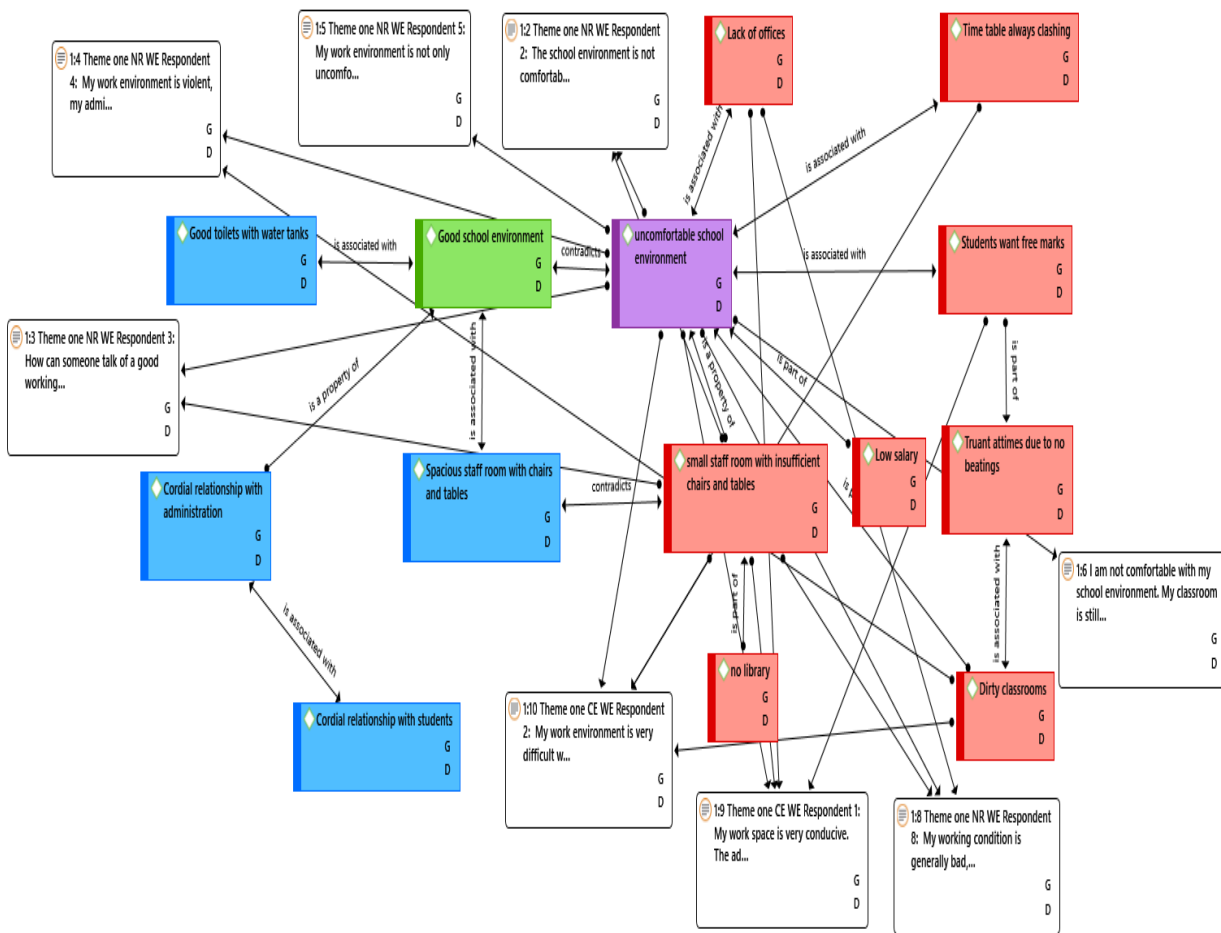 1:5 Theme one NR WE Respondent 5:
My work environment is not only
uncomfo...
G
D
1:2 Theme one NR WE Respondent
2: The school environment is not
comfortab...
G
D
Lack of offices
G
D
Time table always clashing
G
D
1:4 Theme one NR WE Respondent
4: My work environment is violent,
my admi...
G
D
is associated with
is associated with
Good toilets with water tanks
G
D
is associated with
Good school environment
G
D
contradicts
uncomfortable school
environment
G
D
is associated with
Students want free marks
G
D
1:3 Theme one NR WE Respondent 3:
How can someone talk of a good
working...
G
D
is a property of
is associated with
is a property of
is part of
is part of
Cordial relationship with
administration
G
D
Spacious staff room with chairs
and tables
G
D
contradicts
small staff room with insufficient
chairs and tables
G
D
is p
Low salary
G
D
Truant attimes due to no
beatings
G
D
is associated with
is part of
is associated with
1:6 I am not comfortable with my
school environment. My classroom
is still...
G
D
Cordial relationship with students
G
D
1:10 Theme one CE WE Respondent
2: My work environment is very
difficult w...
G
D
no library
G
D
Dirty classrooms
G
D
1:9 Theme one CE WE Respondent 1:
My work space is very conducive.
The ad...
G
D
1:8 Theme one NR WE Respondent
8: My working condition is
generally bad,...
G
D